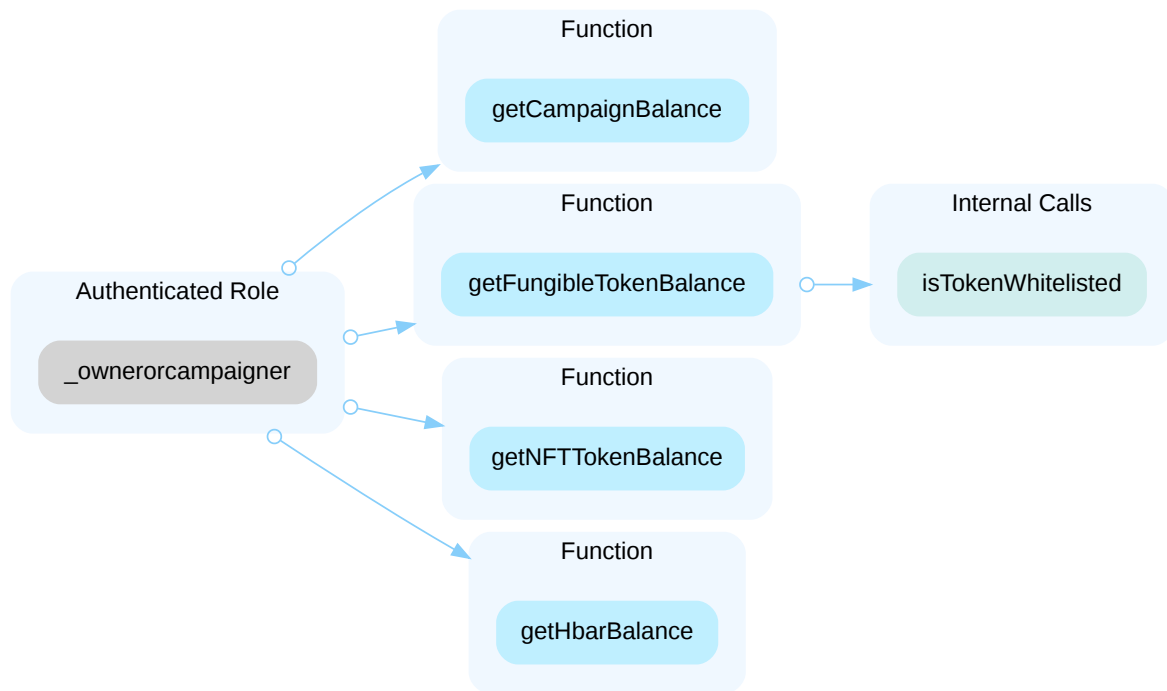 Function
getCampaignBalance
Function
getFungibleTokenBalance
Internal Calls
isTokenWhitelisted
Authenticated Role
_ownerorcampaigner
Function
getNFTTokenBalance
Function
getHbarBalance